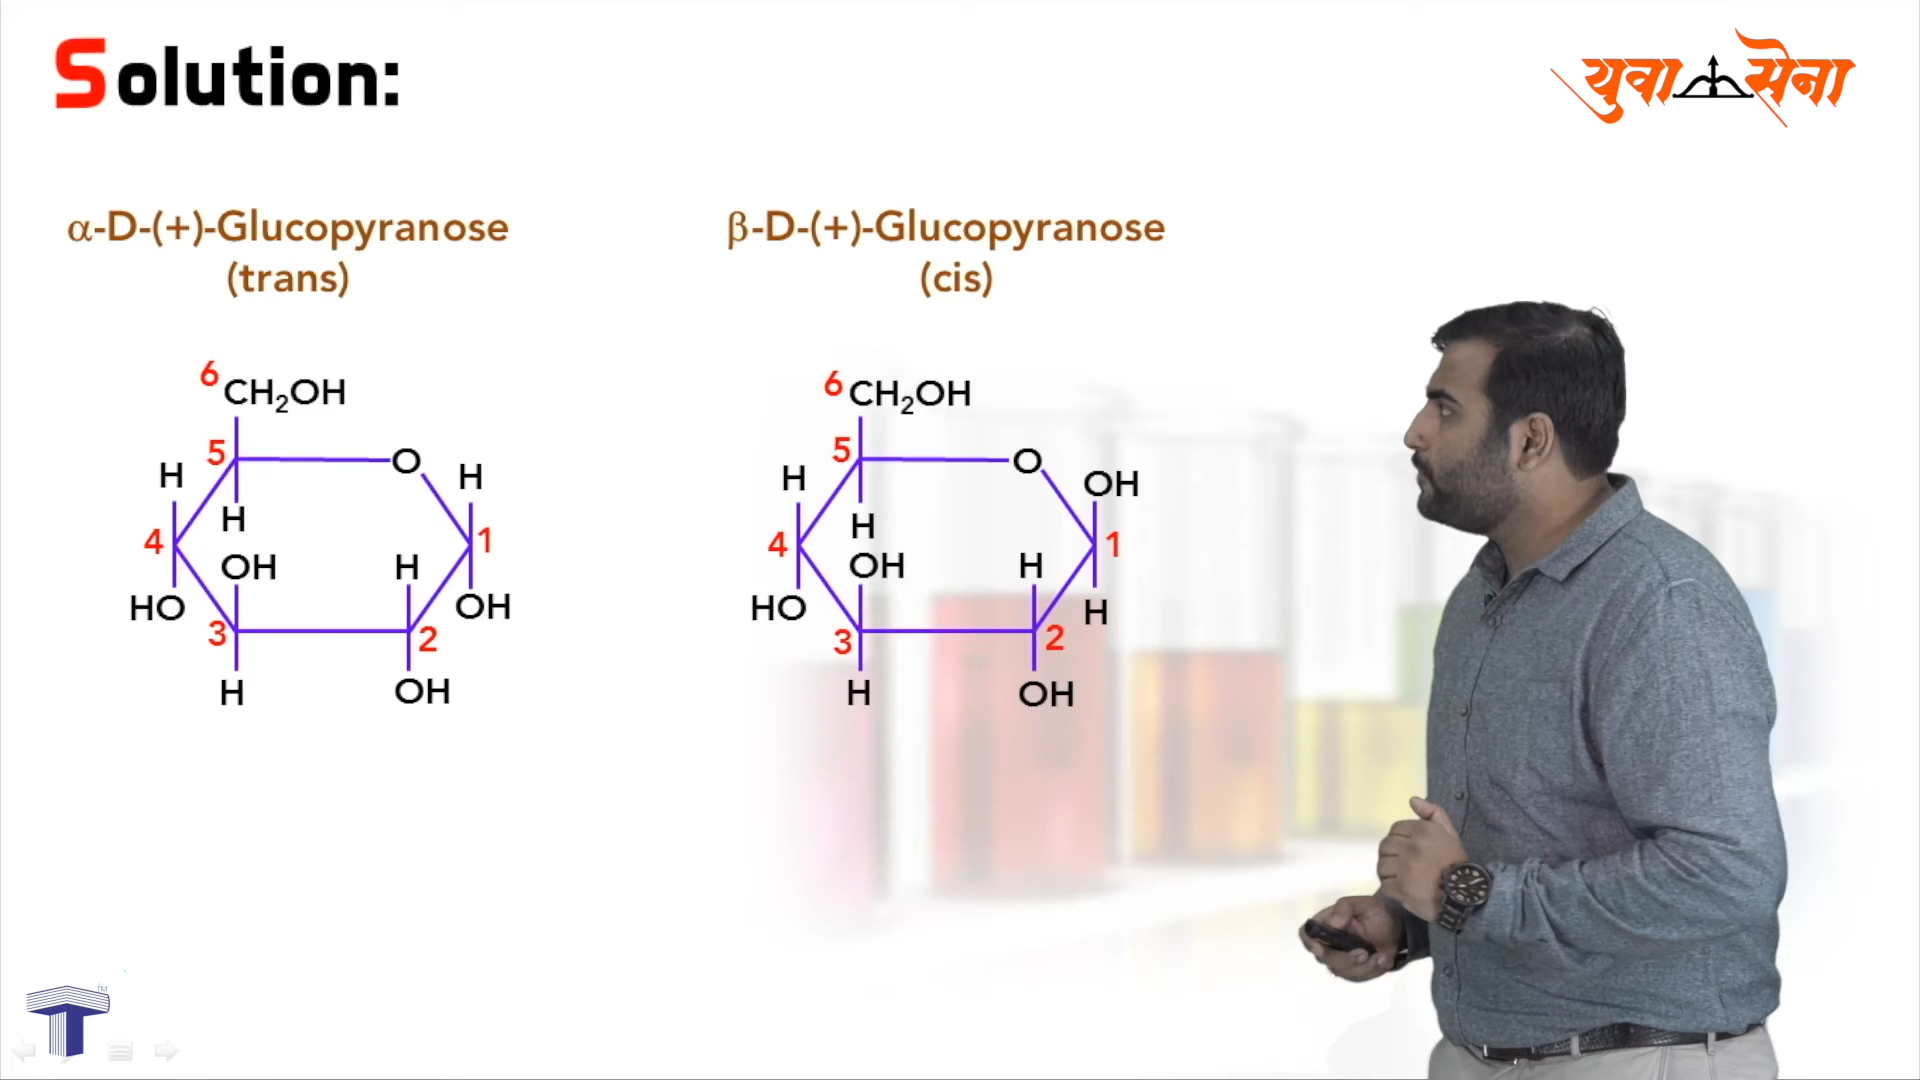 Solution:
युवा सेना
α-D-(+)-Glucopyranose
(trans)
β-D-(+)-Glucopyranose
(cis)
6
CH₂OH
5
O
H
H
H
4
1
OH
H
HO
OH
3
2
H
OH
6
CH₂OH
5
O
H
OH
H
4
1
OH
H
HO
H
3
2
H
OH
T
TM